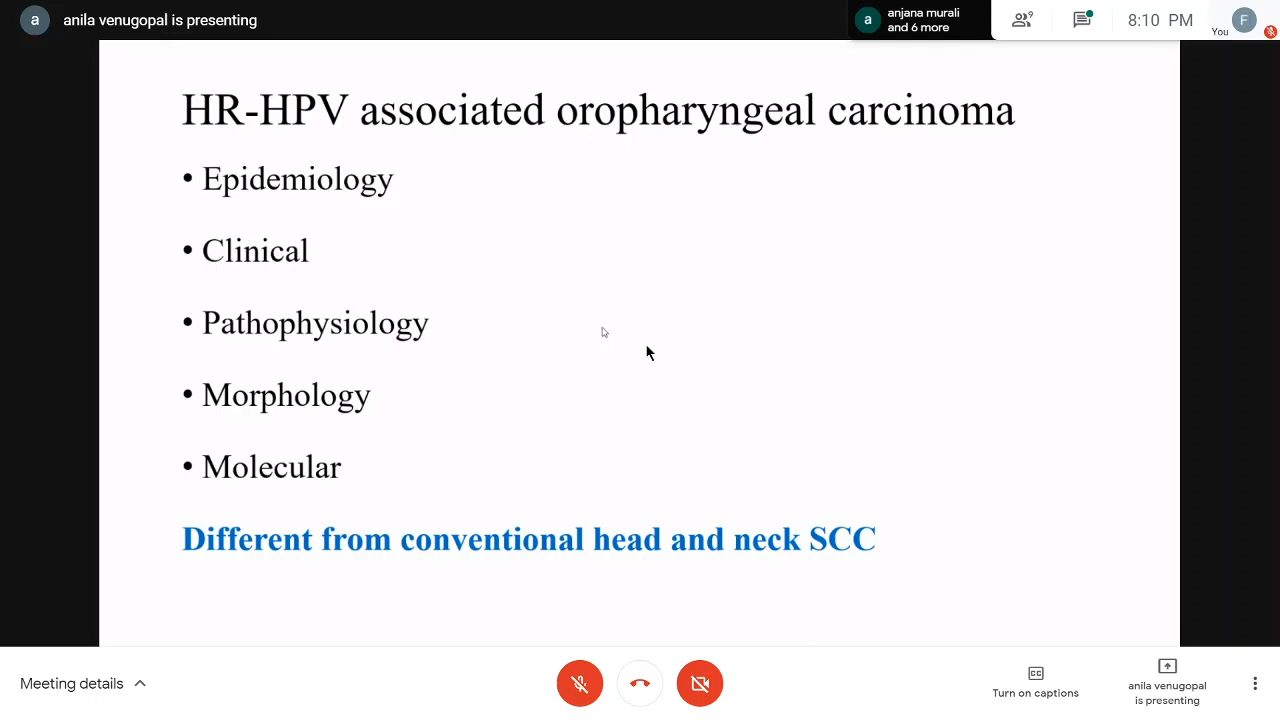 a anila venugopal is presenting
a anjana murali and 6 more
9
8:10 PM
You F
HR-HPV associated oropharyngeal carcinoma
• Epidemiology
• Clinical
• Pathophysiology
• Morphology
• Molecular
Different from conventional head and neck SCC
Meeting details
CC
Turn on captions
anila venugopal
is presenting